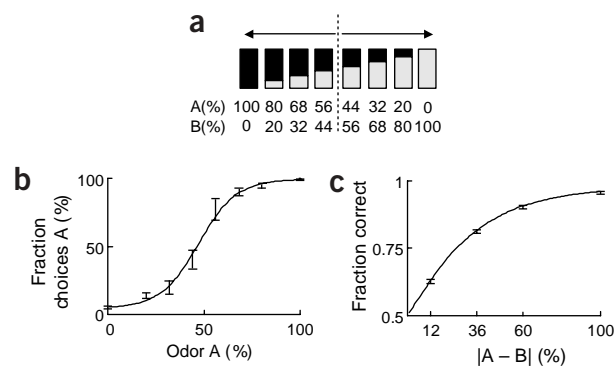 a
A(%) 100 80 68 56 44 32 20 0
B(%) 0 20 32 44 56 68 80 100
b
Fraction
choices A (%)
100
50
0
0 50 100
Odor A (%)
c
Fraction correct
1
0.75
0.5
12 36 60 100
|A – B| (%)